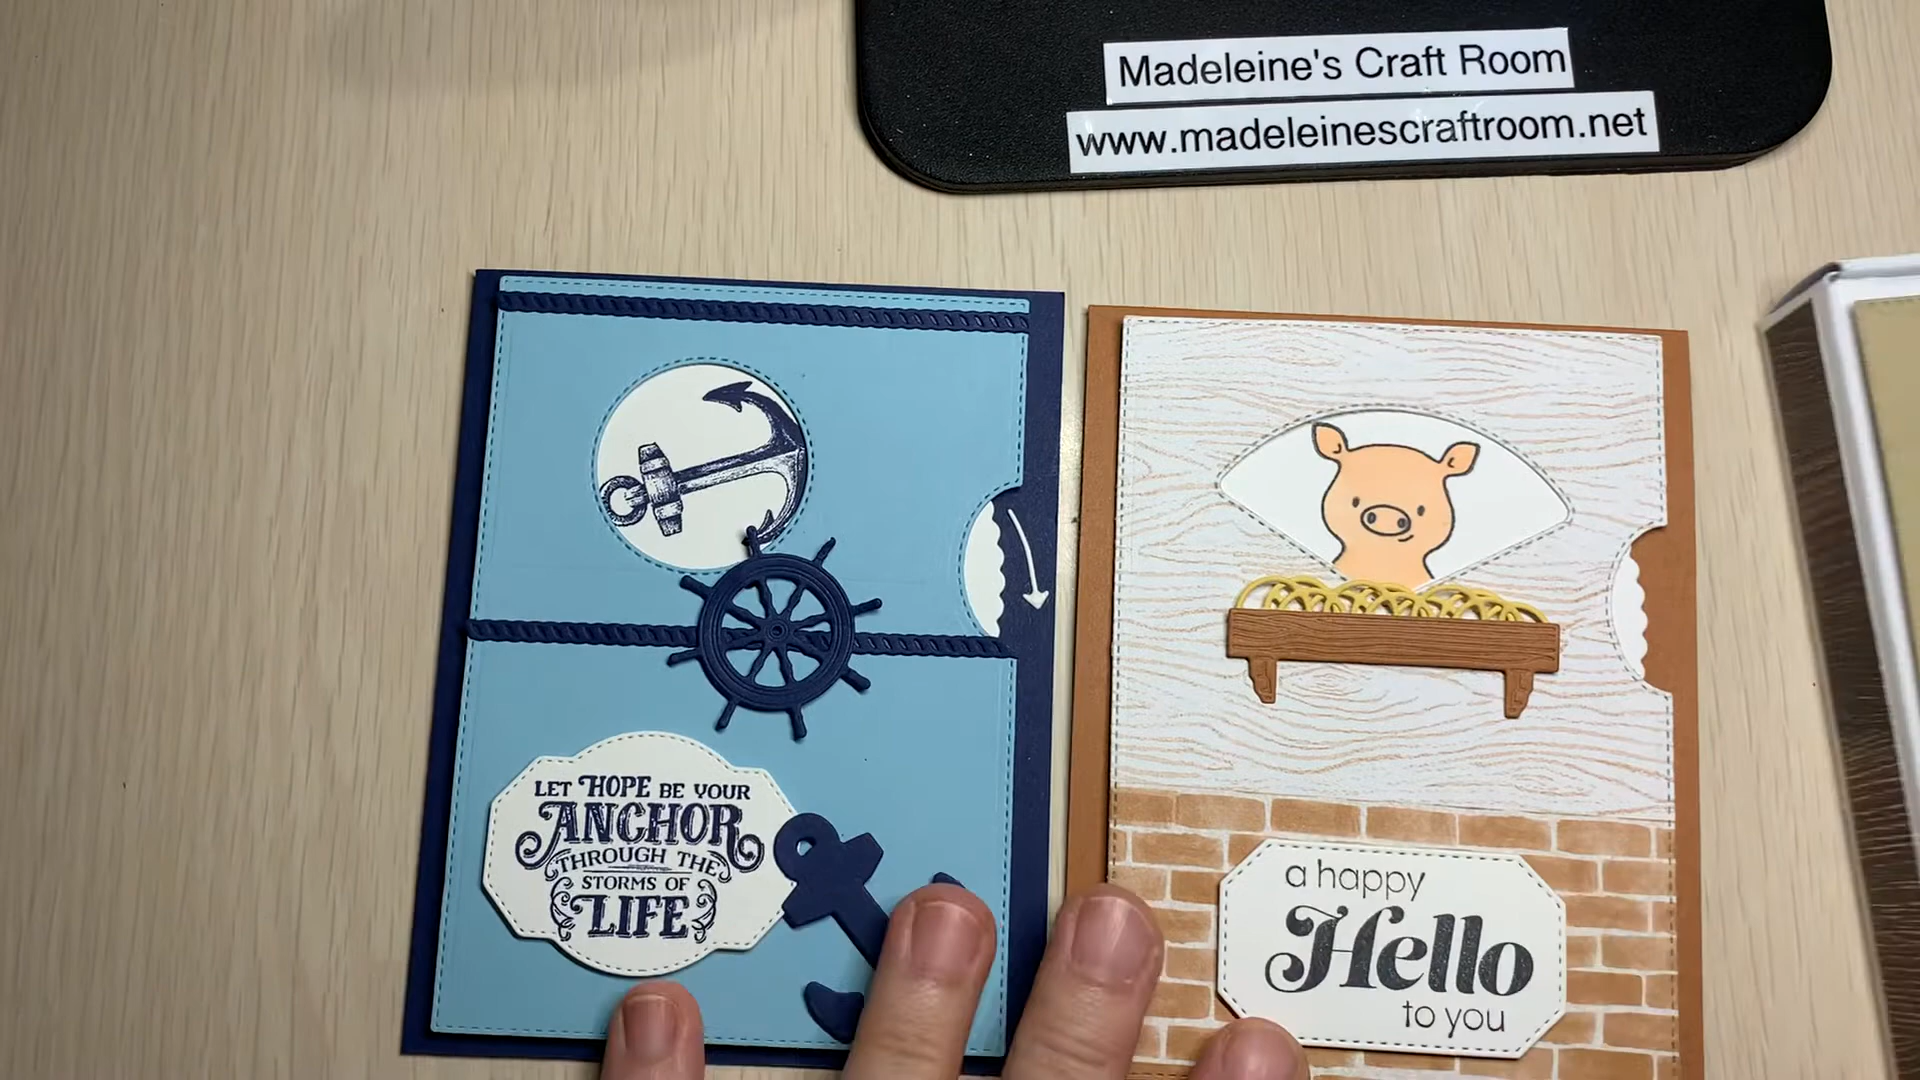 Madeleine's Craft Room
www.madeleinescraftroom.net
LET HOPE BE YOUR
ANCHOR
THROUGH THE
STORMS OF
LIFE
a happy
Hello
to you